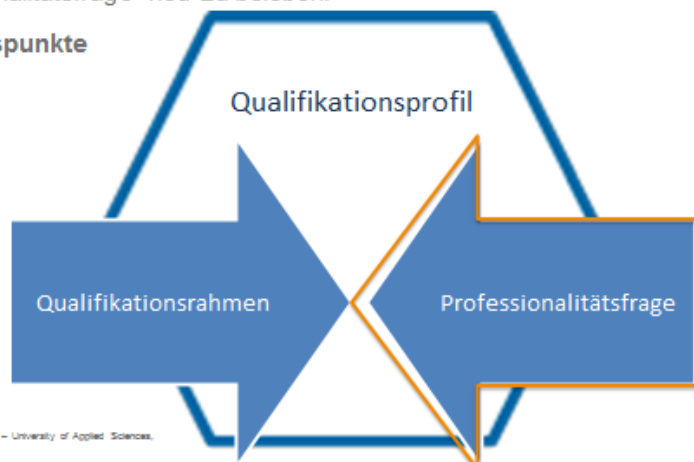 spunkte
Qualifikationsprofil
Qualifikationsrahmen
Professionalitätsfrage
– University of Applied Sciences,